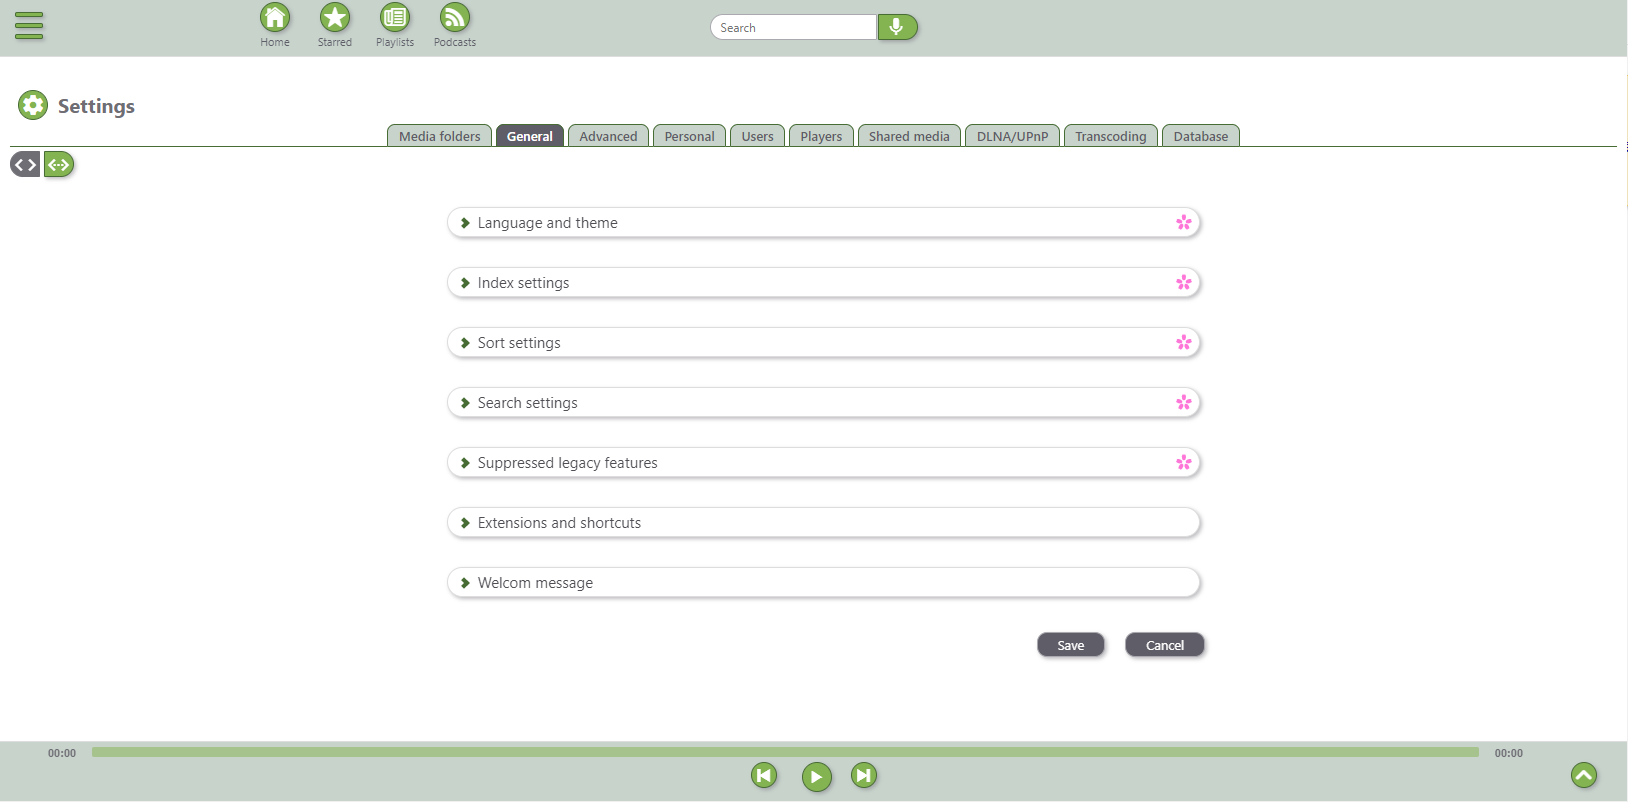 Home Starred Playlists Podcasts
Search
Settings
Media folders General Advanced Personal Users Players Shared media DLNA/UPnP Transcoding Database
Language and theme
Index settings
Sort settings
Search settings
Suppressed legacy features
Extensions and shortcuts
Welcom message
Save Cancel
00:00 00:00